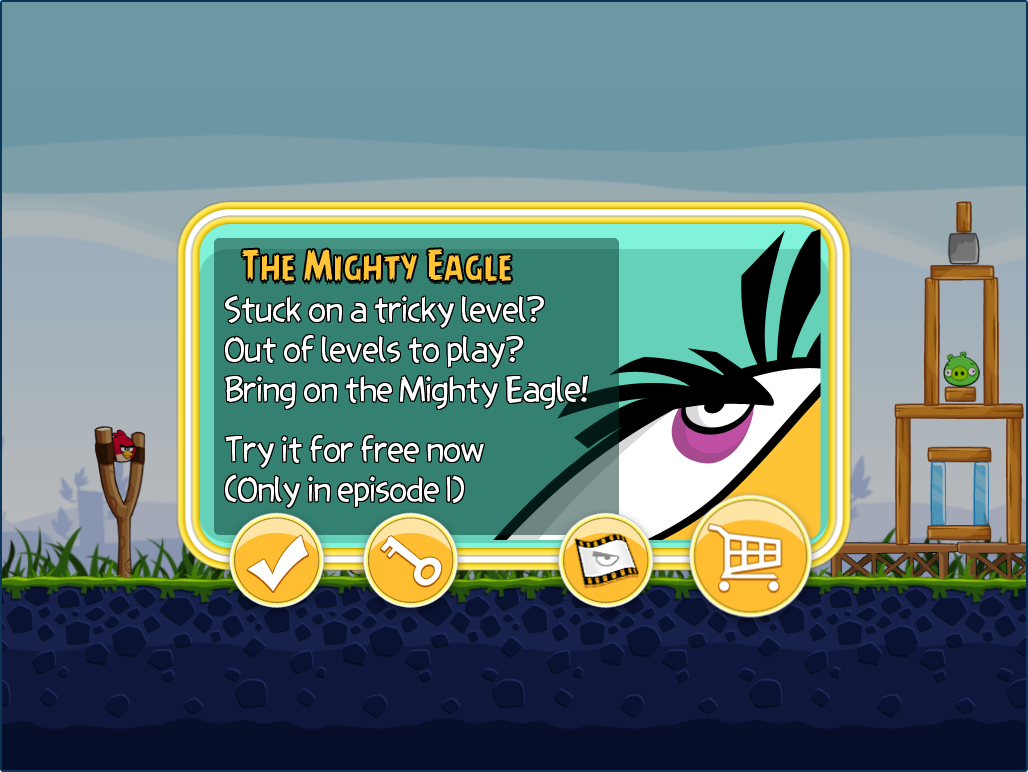 The Mighty Eagle
Stuck on a tricky level?
Out of levels to play?
Bring on the Mighty Eagle!
Try it for free now
(Only in episode 1)